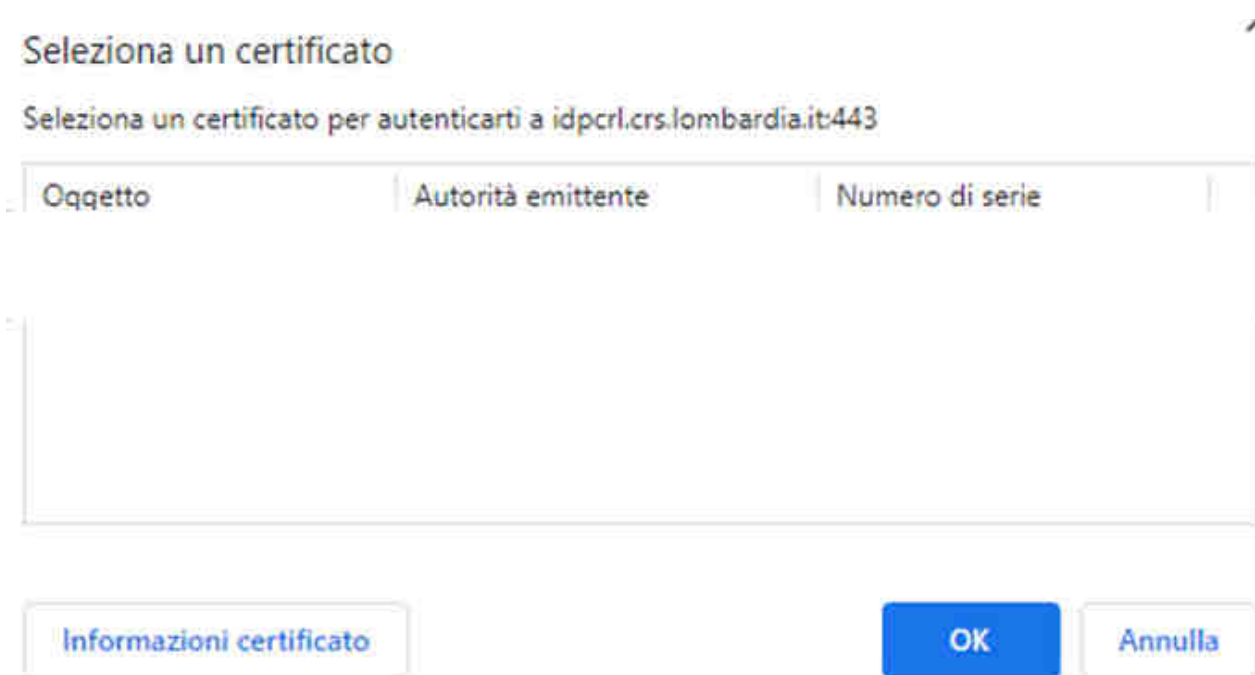 Seleziona un certificato
Seleziona un certificato per autenticarti a idpcrl.crs.lombardia.it:443
Oggetto Autorità emittente Numero di serie
Informazioni certificato OK Annulla